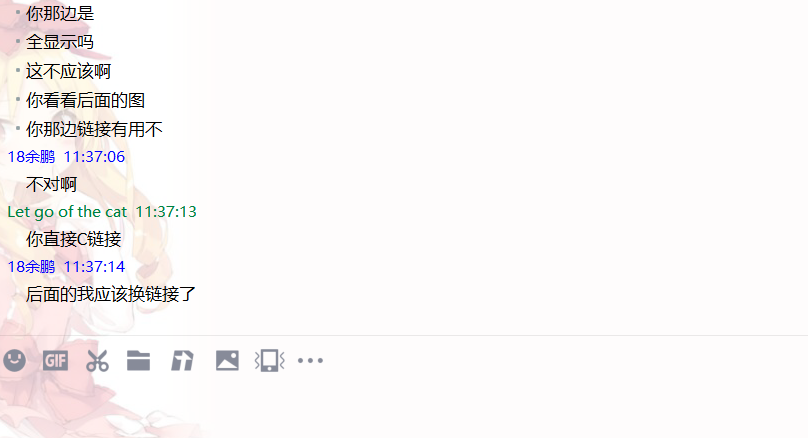 你那边是
全显示吗
这不应该啊
你看看后面的图
你那边链接有用不
18余鹏 11:37:06
不对啊
Let go of the cat 11:37:13
你直接C链接
18余鹏 11:37:14
后面的我应该换链接了
GIF